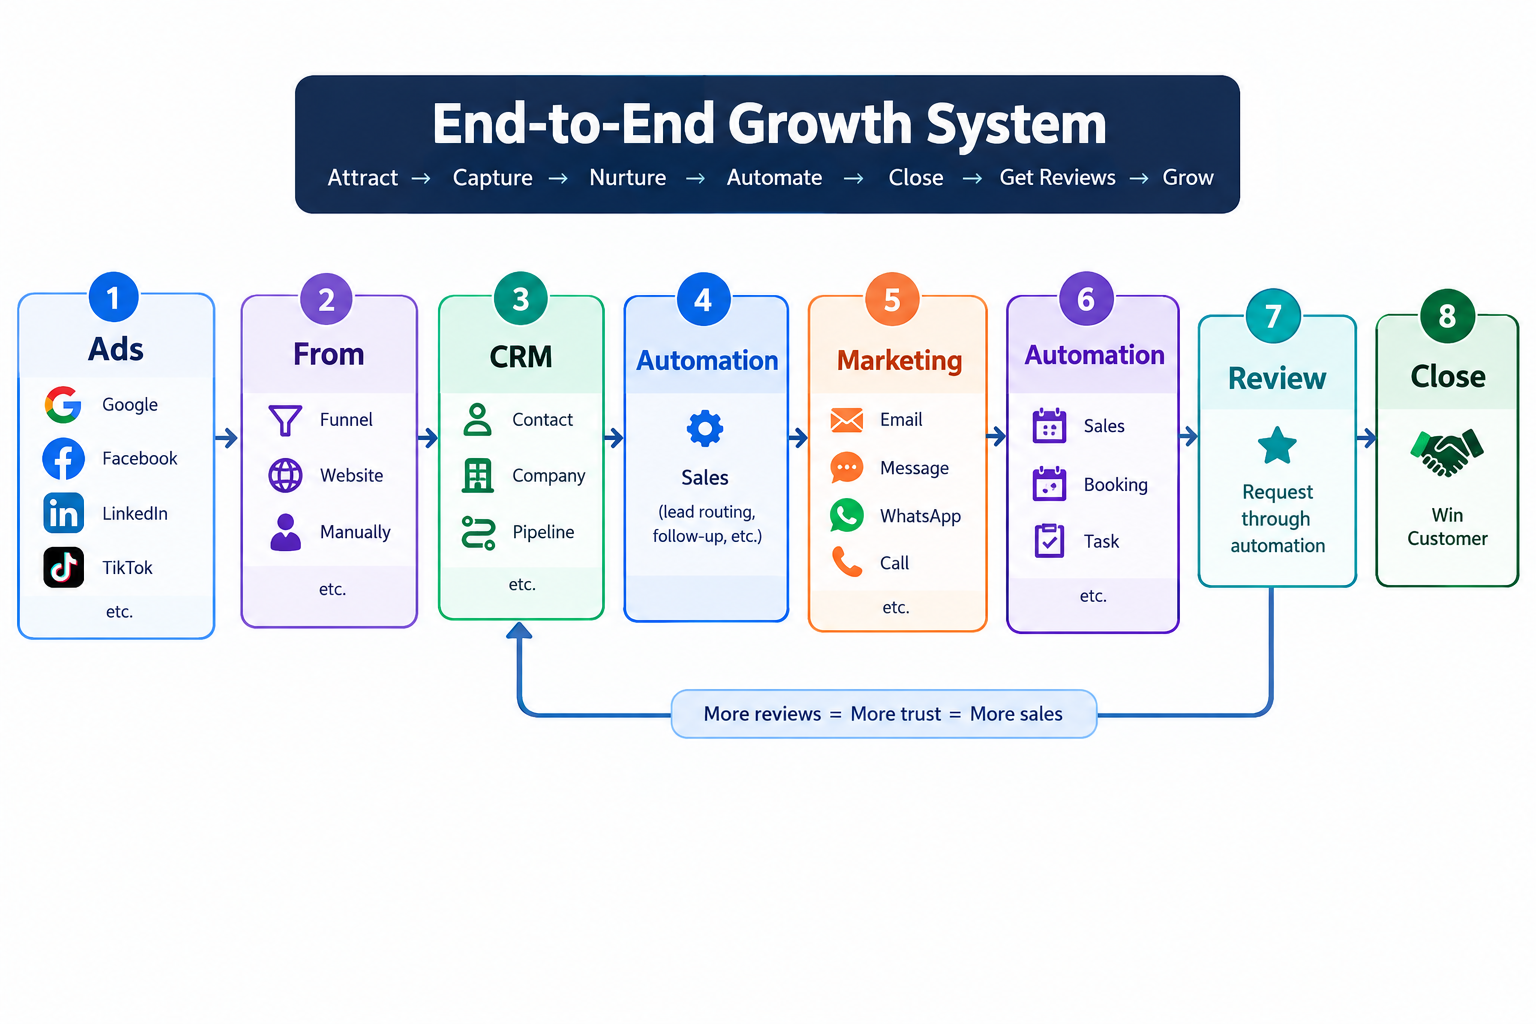 End-to-End Growth System
Attract → Capture → Nurture → Automate → Close → Get Reviews → Grow
1
Ads
Google
Facebook
LinkedIn
TikTok
etc.
2
From
Funnel
Website
Manually
etc.
3
CRM
Contact
Company
Pipeline
etc.
4
Automation
Sales
(lead routing,
follow-up, etc.)
5
Marketing
Email
Message
WhatsApp
Call
etc.
6
Automation
Sales
Booking
Task
etc.
7
Review
Request
through
automation
8
Close
Win
Customer
More reviews = More trust = More sales